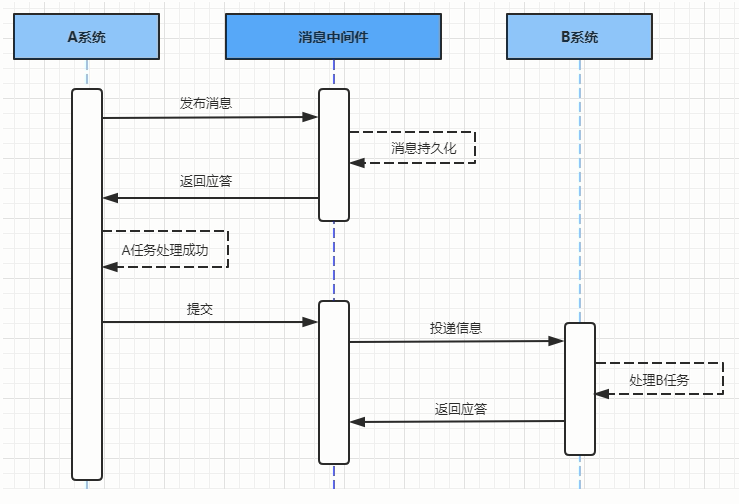 A系统
消息中间件
B系统
发布消息
消息持久化
返回应答
A任务处理成功
提交
投递信息
处理B任务
返回应答